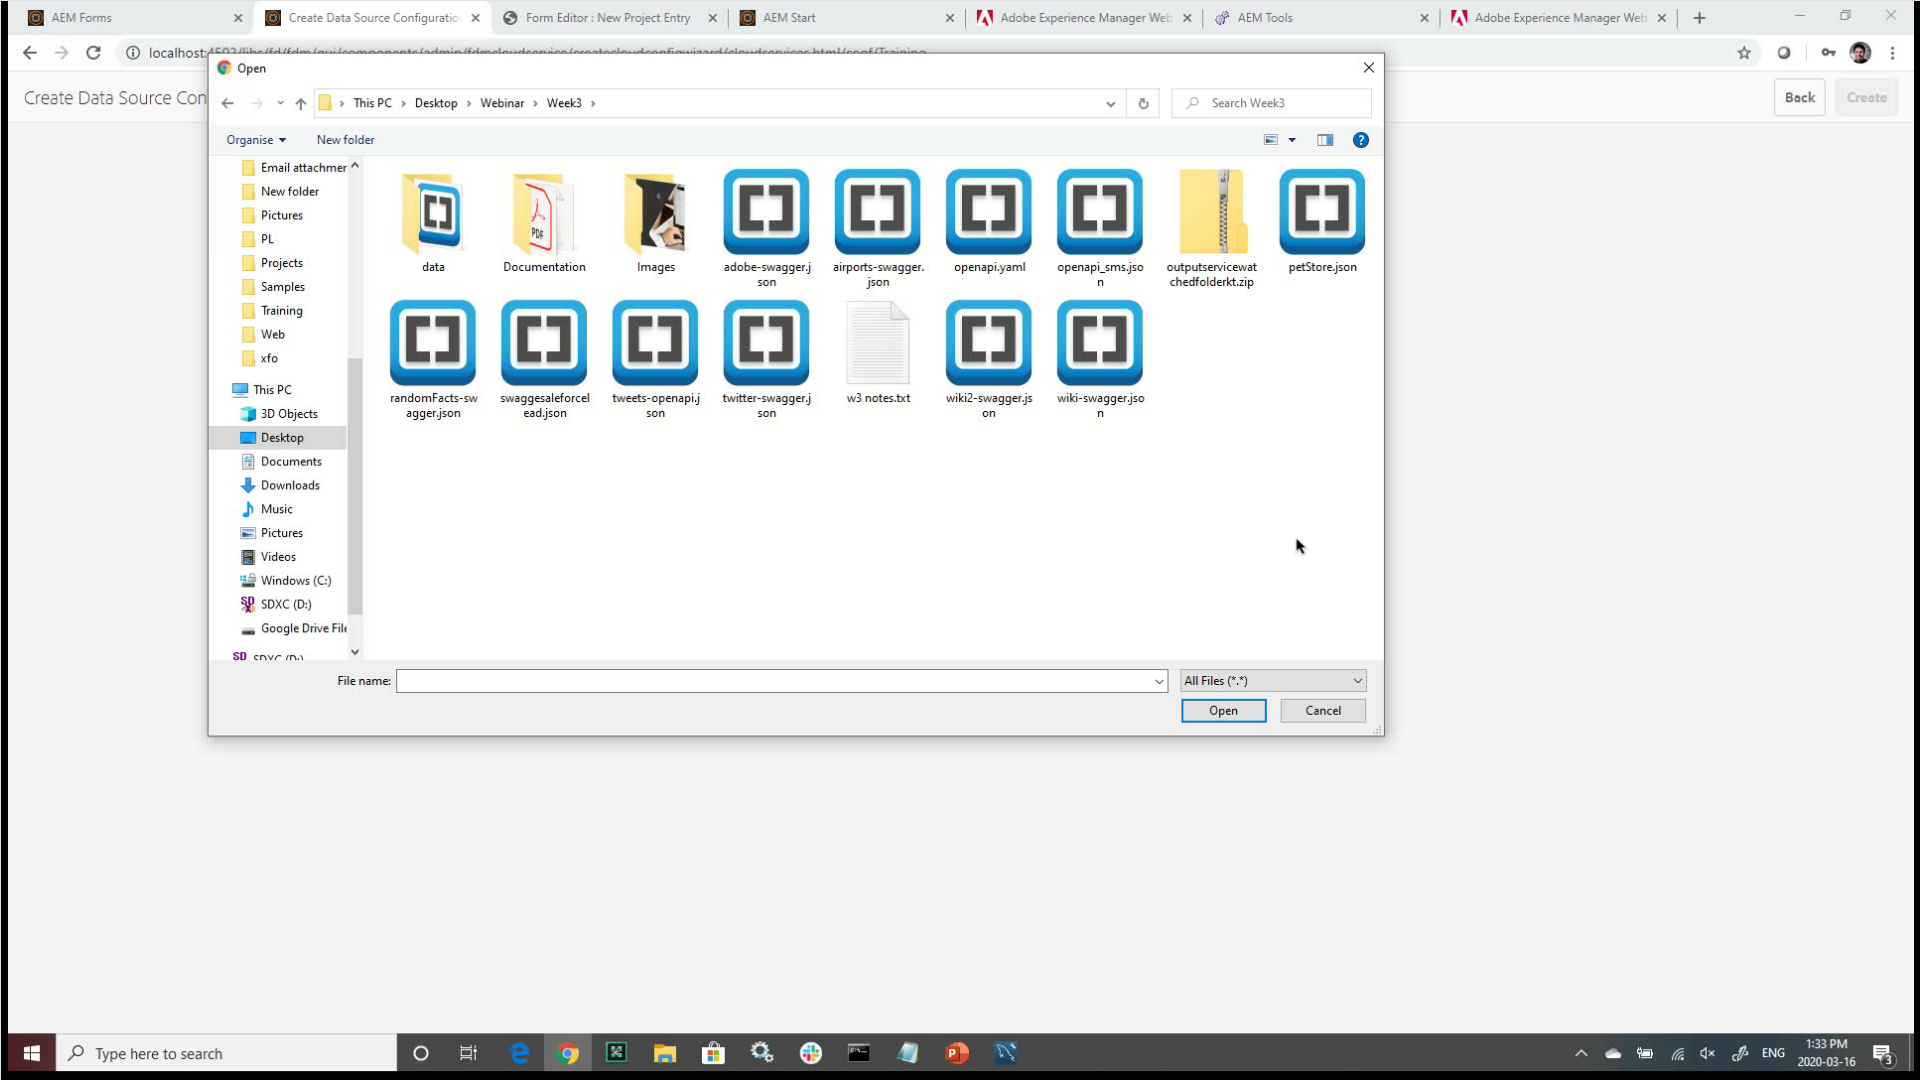 AEM Forms
Create Data Source Configuratio
Form Editor : New Project Entry
AEM Start
Adobe Experience Manager Web
AEM Tools
Adobe Experience Manager Web
Create Data Source Con
Back
Create
Open
This PC
Desktop
Webinar
Week3
Search Week3
Organise
New folder
Email attachmen
New folder
Pictures
PL
Projects
Samples
Training
Web
xfo
This PC
3D Objects
Desktop
Documents
Downloads
Music
Pictures
Videos
Windows (C:)
SDXC (D:)
Google Drive File
SDXC (D:)
data
Documentation
Images
adobe-swagger.j
son
airports-swagger.
json
openapi.yaml
openapi_sms.jso
n
outputservicewat
chedfolderkt.zip
petStore.json
randomFacts-sw
agger.json
swaggesaleforcel
ead.json
tweets-openapi.j
son
twitter-swagger.j
son
w3 notes.txt
wiki2-swagger.js
on
wiki-swagger.jso
n
File name:
All Files (*.*)
Open
Cancel
Type here to search
ENG
1:33 PM
2020-03-16
3